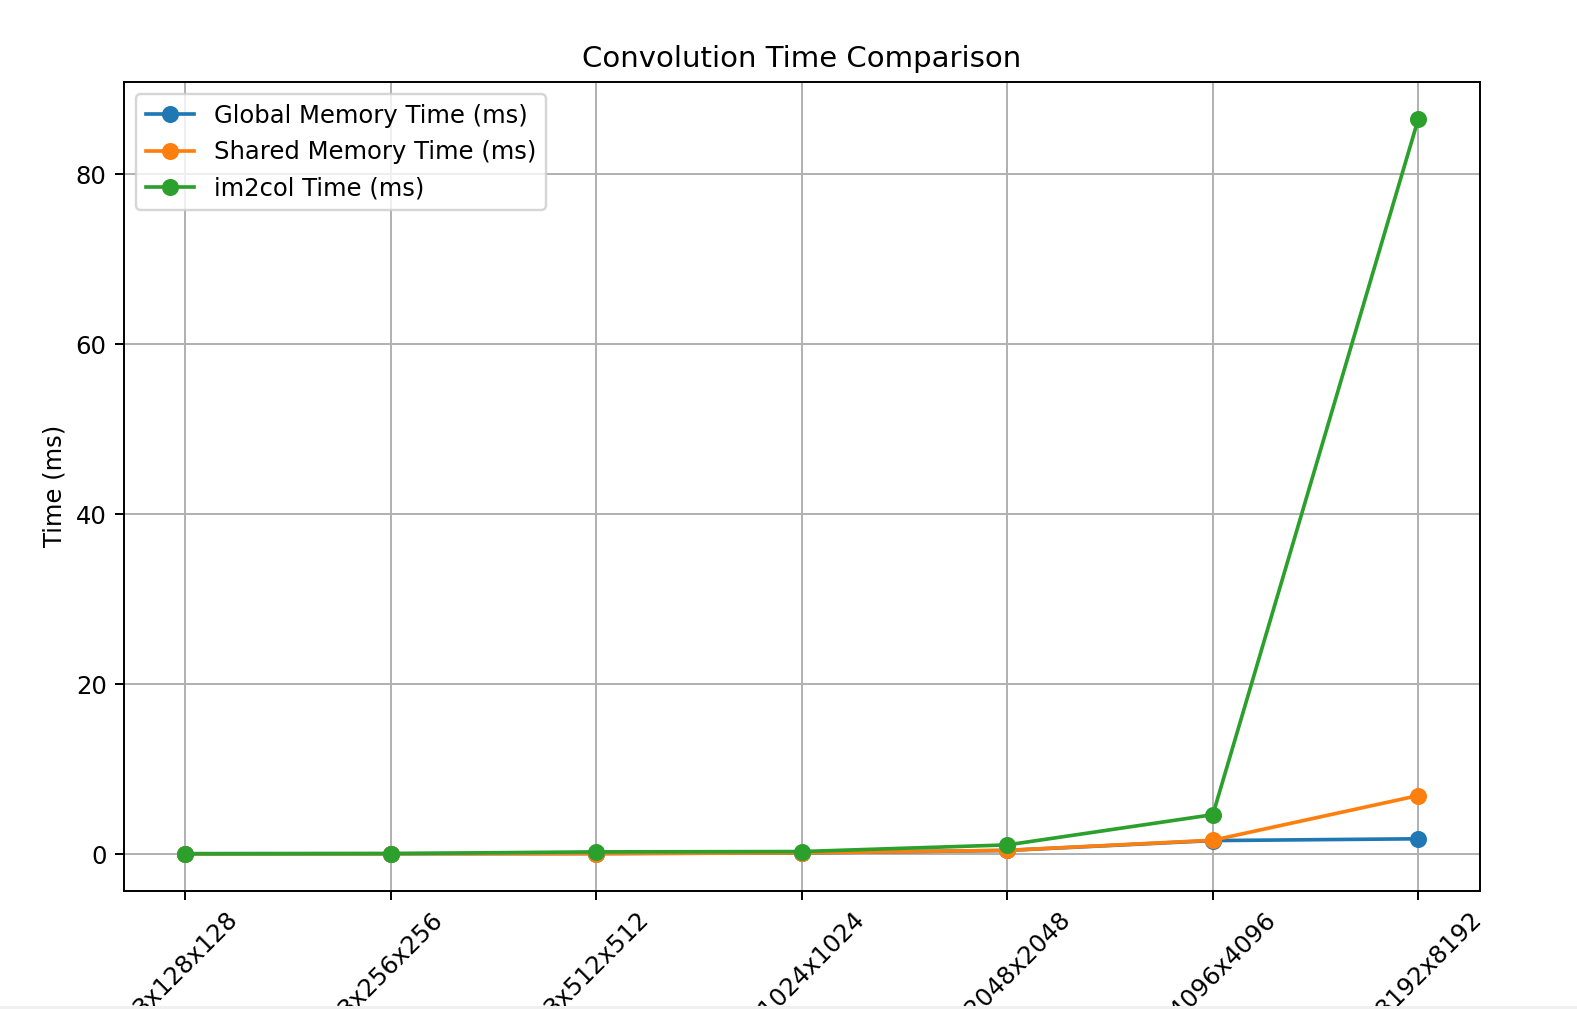 Convolution Time Comparison
Global Memory Time (ms)
Shared Memory Time (ms)
im2col Time (ms)
Time (ms)
80
60
40
20
0
3x128x128
3x256x256
3x512x512
1024x1024
2048x2048
4096x4096
8192x8192